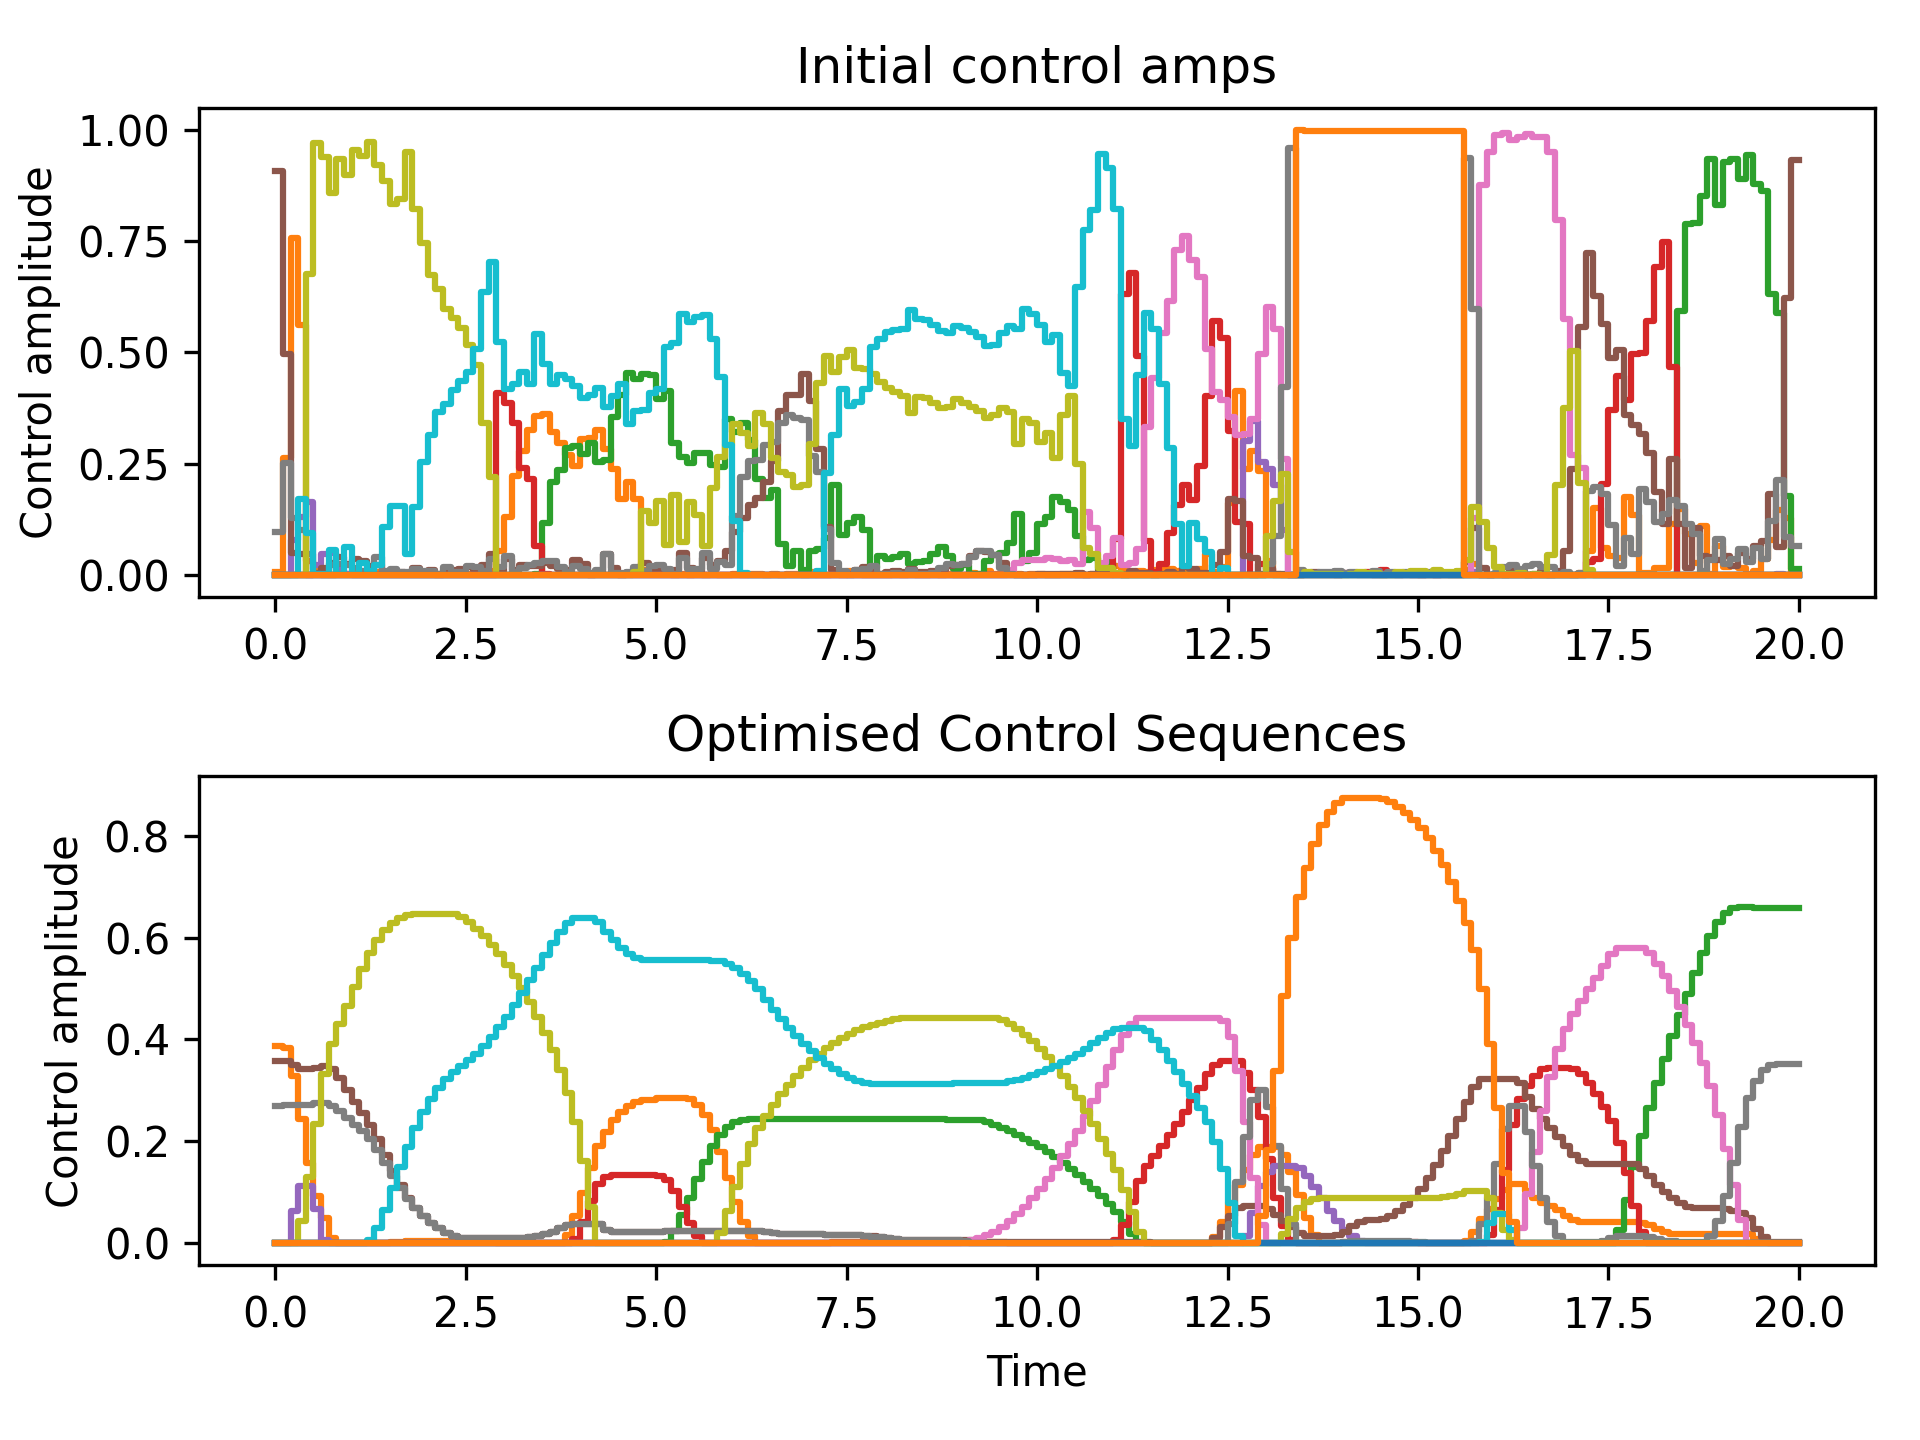 Initial control amps
Control amplitude
1.00
0.75
0.50
0.25
0.00
0.0 2.5 5.0 7.5 10.0 12.5 15.0 17.5 20.0
Optimised Control Sequences
Control amplitude
0.8
0.6
0.4
0.2
0.0
0.0 2.5 5.0 7.5 10.0 12.5 15.0 17.5 20.0
Time